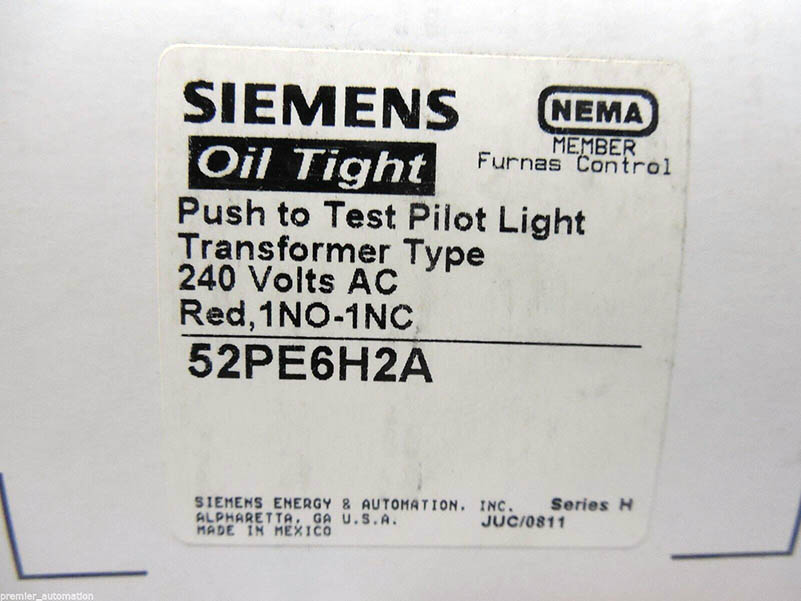 SIEMENS
NEMA
MEMBER
Furnas Control
Oil Tight
Push to Test Pilot Light
Transformer Type
240 Volts AC
Red,1NO-1NC
52PE6H2A
SIEMENS ENERGY & AUTOMATION, INC. Series H
ALPHARETTA, GA U.S.A. JUC/0811
MADE IN MEXICO
premier_automation